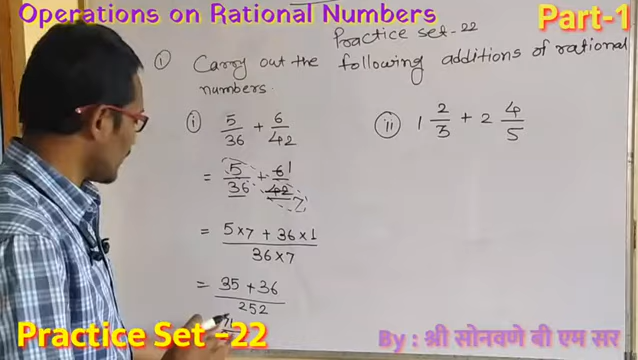 Operations on Rational Numbers
Part-1
Practice set-22
① Carry out the following additions of rational
numbers.
ⓘ 5/36 + 6/42
= 5/36 + 6 1/42 7
= 5×7 + 36×1 / 36×7
= 35 + 36 / 252
71
ⓘⓘ 1 2/3 + 2 4/5
Practice Set -22
By : श्री सोनवणे बी एम सर